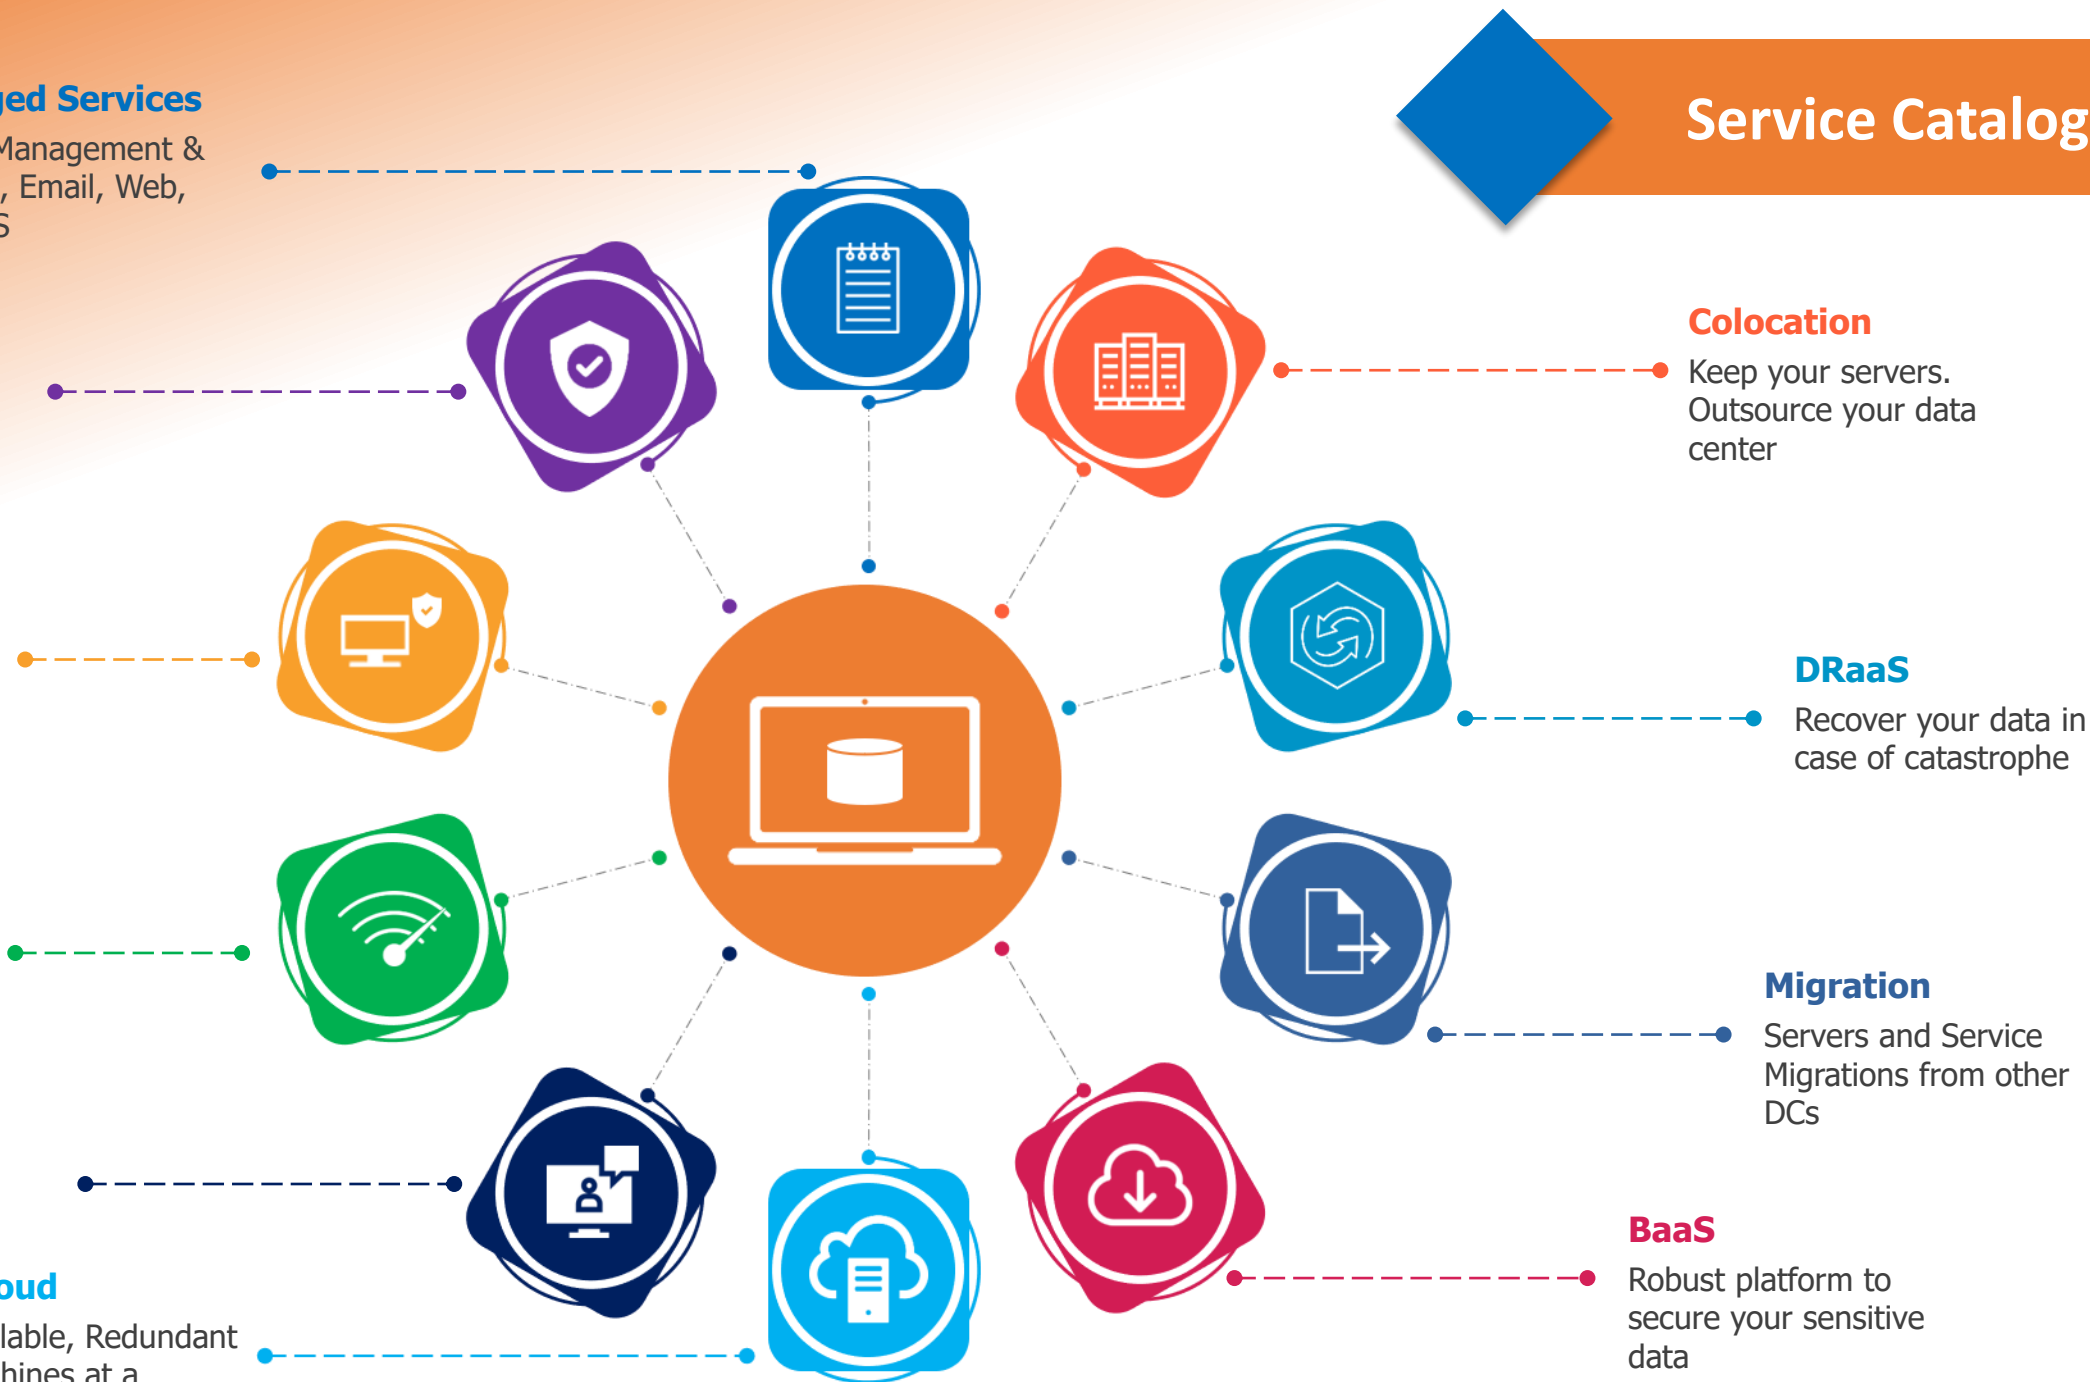 Service Catalog
ged Services
Management &
, Email, Web,
S
Colocation
Keep your servers.
Outsource your data
center
DRaaS
Recover your data in
case of catastrophe
Migration
Servers and Service
Migrations from other
DCs
BaaS
Robust platform to
secure your sensitive
data
oud
lable, Redundant
hines at a